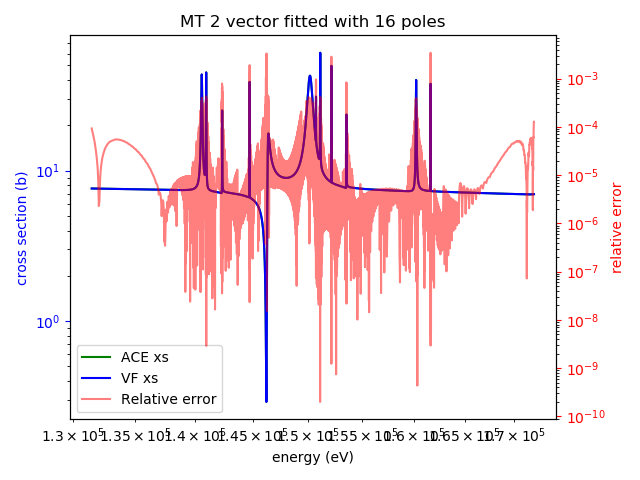 MT 2 vector fitted with 16 poles
cross section (b)
10¹
10⁰
10⁻³
10⁻⁴
10⁻⁵
10⁻⁶
10⁻⁷
10⁻⁸
10⁻⁹
10⁻¹⁰
relative error
ACE xs
VF xs
Relative error
1.3 × 10⁵ 1.35 × 10⁵ 1.4 × 10⁵ 1.45 × 10⁵ 1.5 × 10⁵ 1.55 × 10⁵ 1.6 × 10⁵ 1.65 × 10⁵ 1.7 × 10⁵
energy (eV)